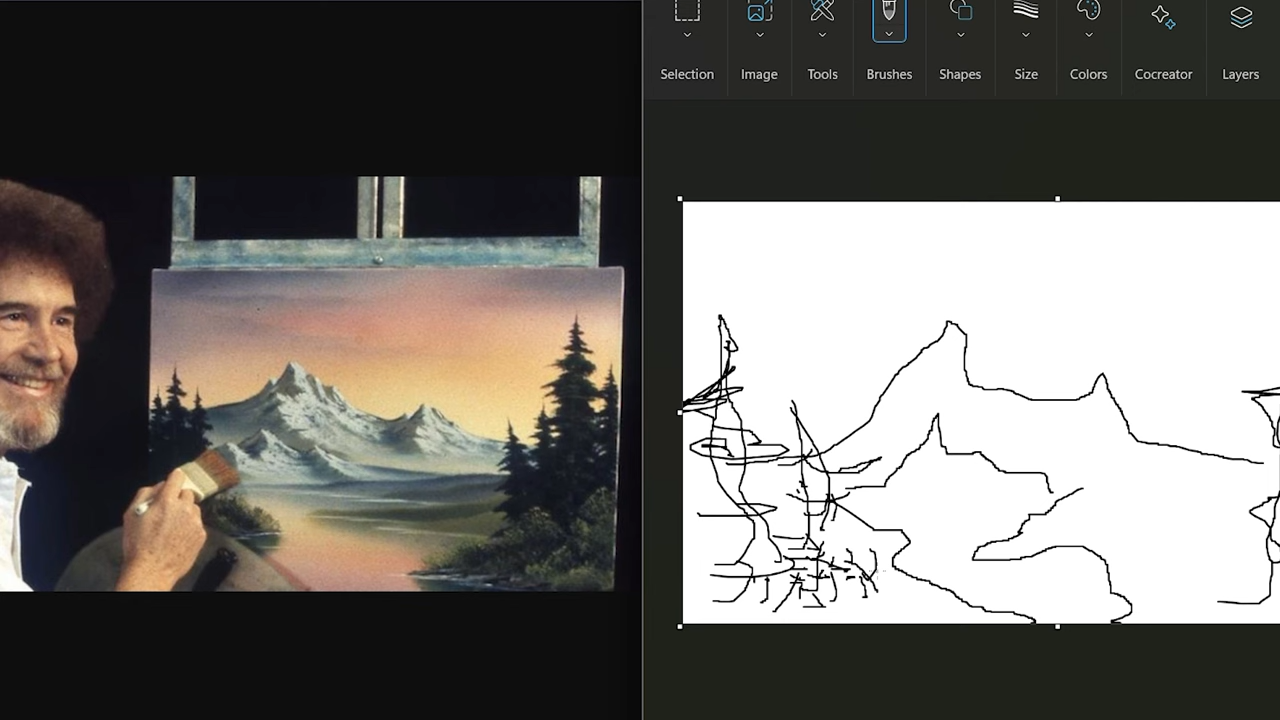 Selection
Image
Tools
Brushes
Shapes
Size
Colors
Cocreator
Layers